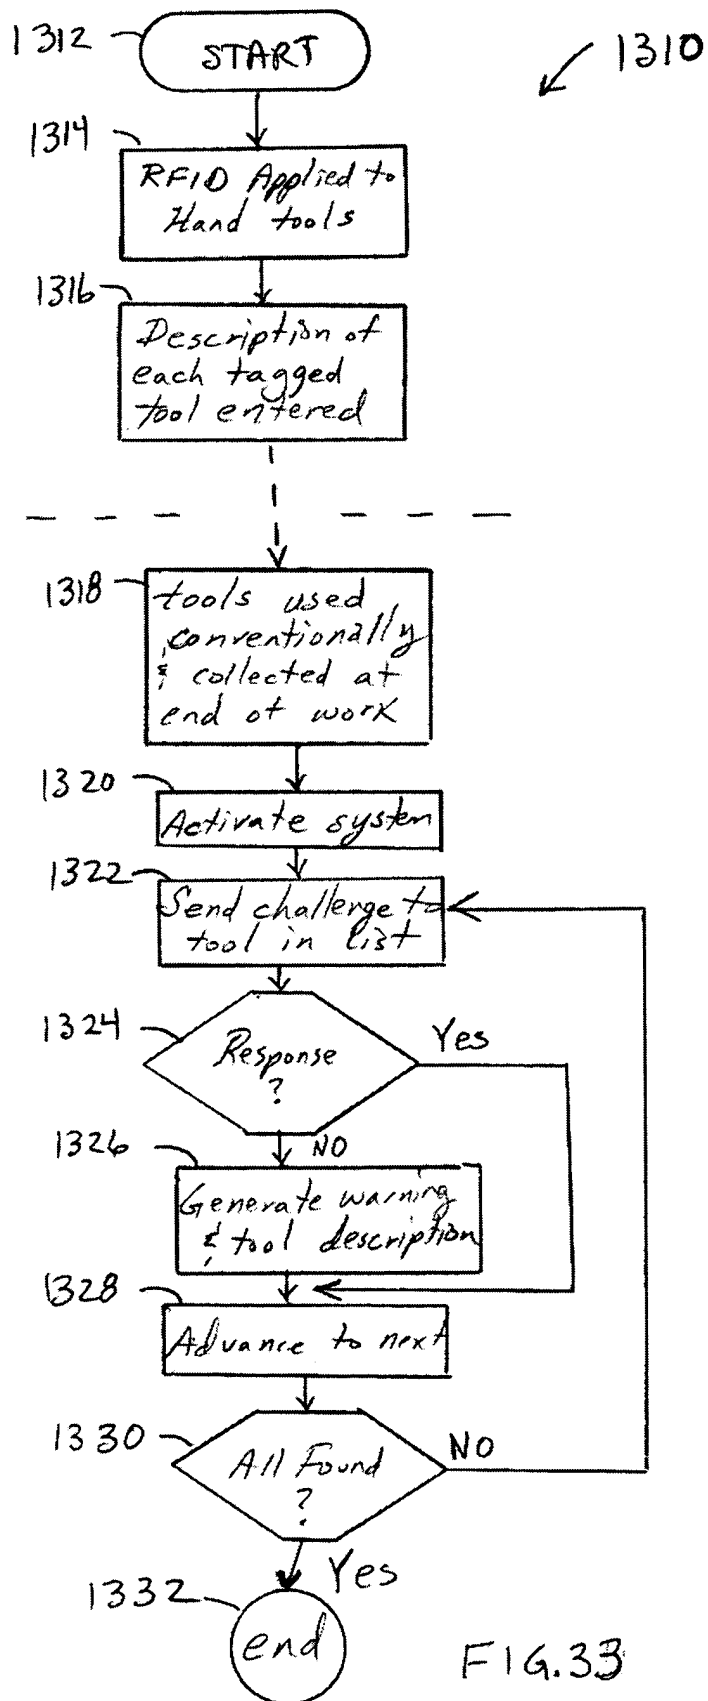 1312
START
1310
1314
RFID Applied to
Hand tools
1316
Description of
each tagged
tool entered
1318
tools used
conventionally
& collected at
end of work
1320
Activate system
1322
Send challenge to
tool in list
1324
Response
?
Yes
NO
1326
Generate warning
& tool description
1328
Advance to next
1330
All Found
?
NO
Yes
1332
end
FIG.33